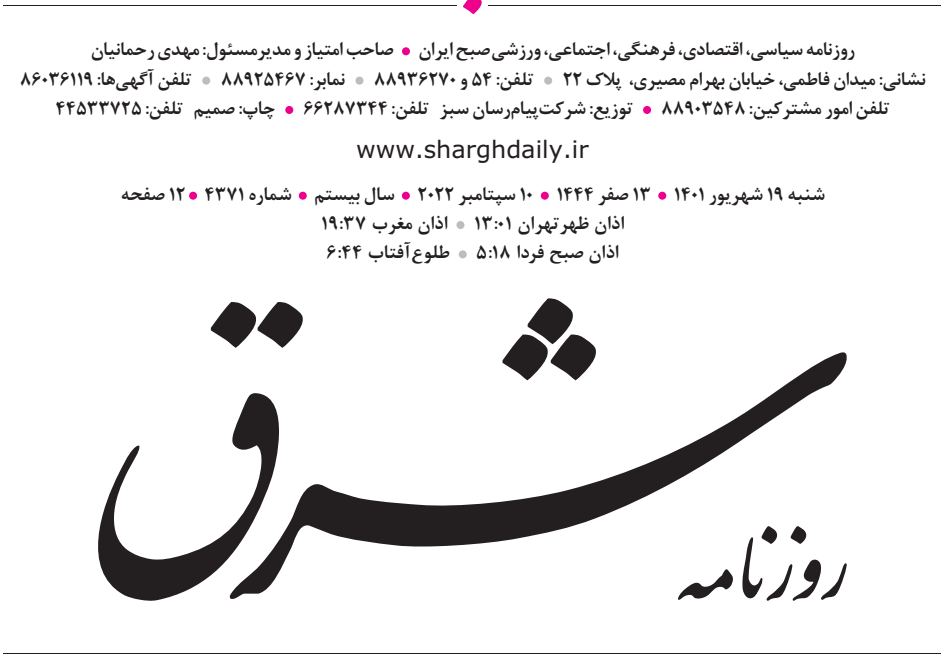 روزنامه سیاسی، اقتصادی، فرهنگی، اجتماعی، ورزشی صبح ایران • صاحب امتیاز و مدیرمسئول: مهدی رحمانیان
نشانی: میدان فاطمی، خیابان بهرام مصیری، پلاک ۲۲ • تلفن: ۵۴ و ۸۸۹۳۶۲۷۰ • نمابر: ۸۸۹۲۵۴۶۷ • تلفن آگهی‌ها: ۸۶۰۳۶۱۱۹
تلفن امور مشترکین: ۸۸۹۰۳۵۴۸ • توزیع: شرکت پیام‌رسان سبز تلفن: ۶۶۲۸۷۳۴۴ • چاپ: صمیم تلفن: ۴۴۵۳۳۷۲۵
www.sharghdaily.ir
شنبه ۱۹ شهریور ۱۴۰۱ • ۱۳ صفر ۱۴۴۴ • ۱۰ سپتامبر ۲۰۲۲ • سال بیستم • شماره ۴۳۷۱ • ۱۲ صفحه
اذان ظهر تهران ۱۳:۰۱ • اذان مغرب ۱۹:۳۷
اذان صبح فردا ۵:۱۸ • طلوع آفتاب ۶:۴۴
روزنامه
شرق